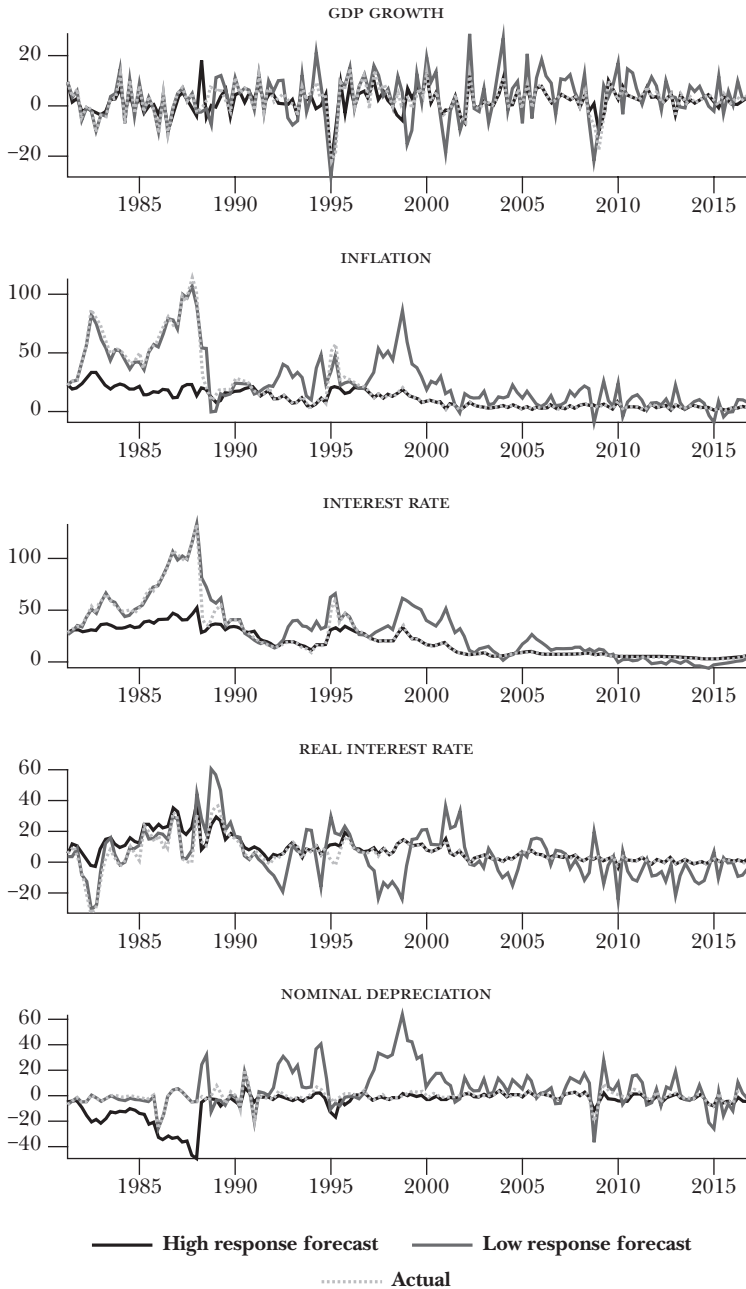 GDP GROWTH
20
0
−20
1985 1990 1995 2000 2005 2010 2015
INFLATION
100
50
0
1985 1990 1995 2000 2005 2010 2015
INTEREST RATE
100
50
0
1985 1990 1995 2000 2005 2010 2015
REAL INTEREST RATE
60
40
20
0
−20
1985 1990 1995 2000 2005 2010 2015
NOMINAL DEPRECIATION
60
40
20
0
−20
−40
1985 1990 1995 2000 2005 2010 2015
High response forecast Low response forecast
Actual